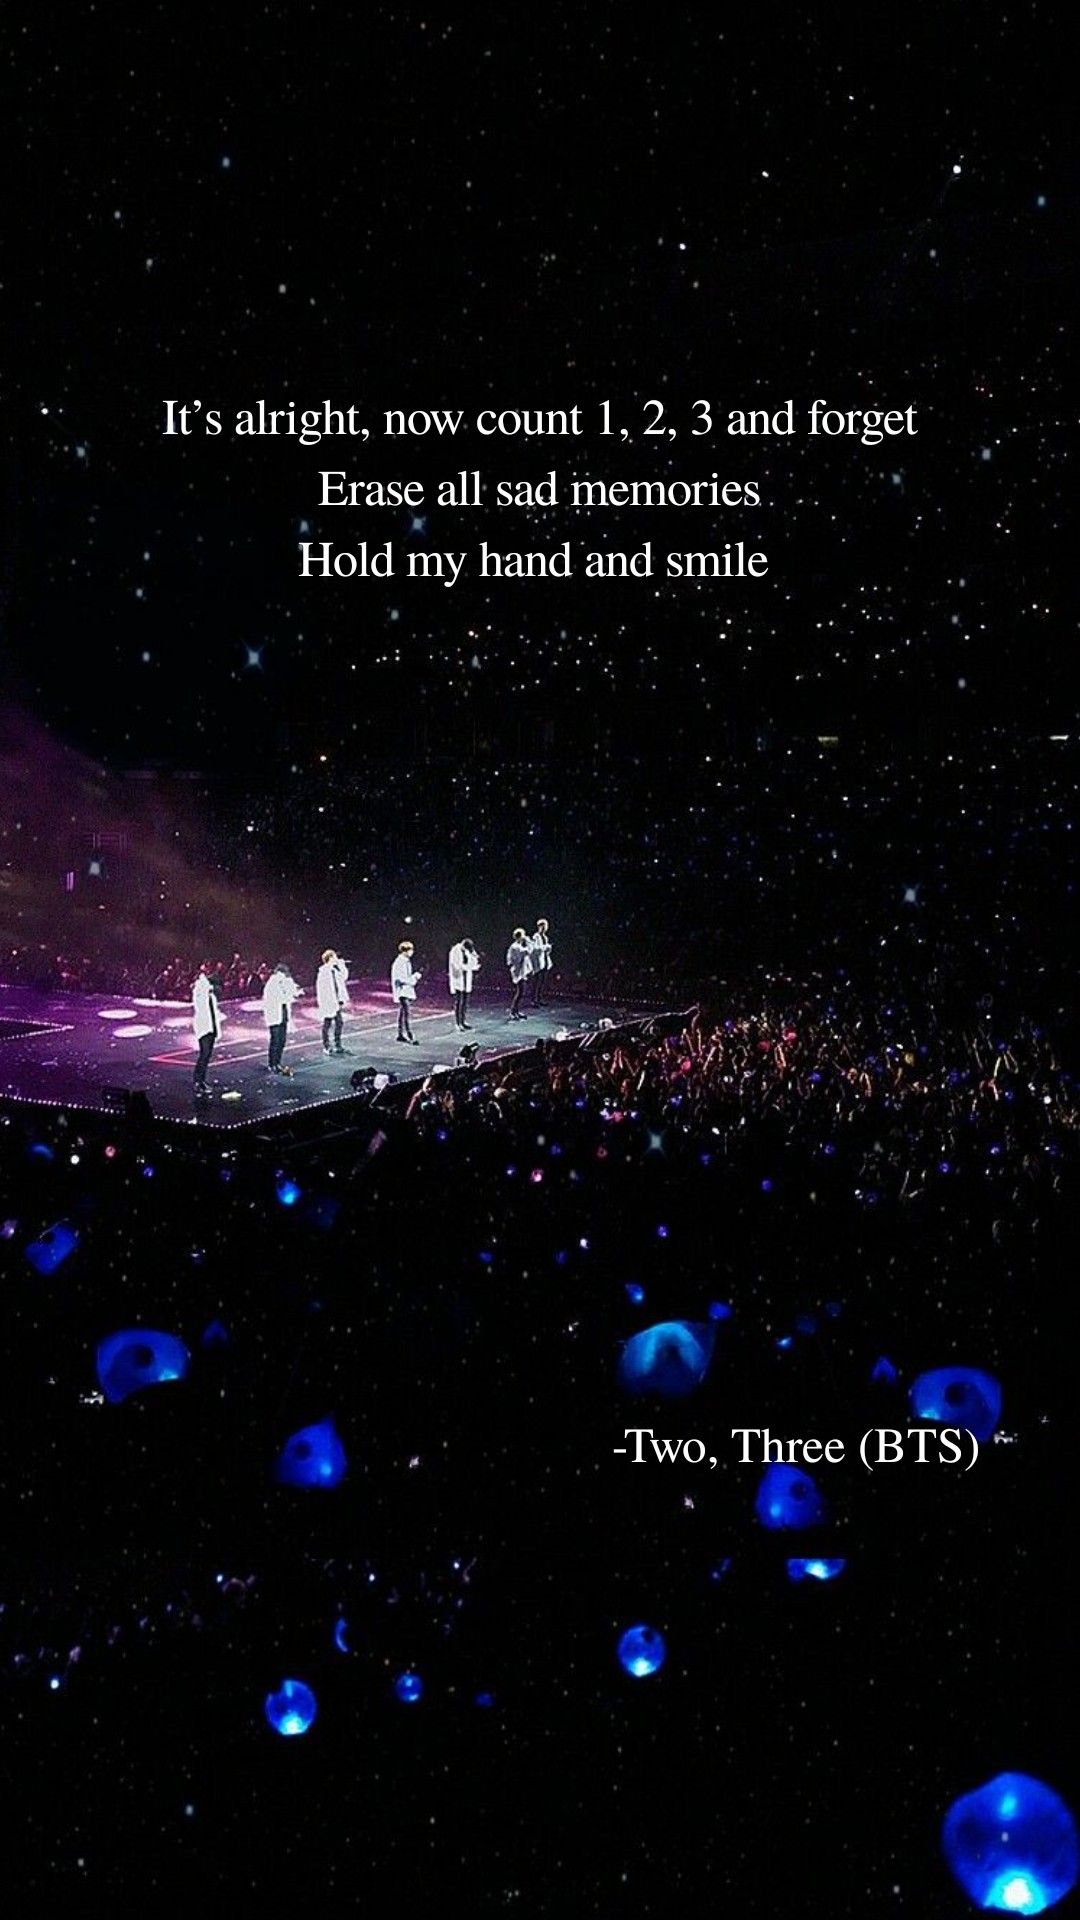 It’s alright, now count 1, 2, 3 and forget
Erase all sad memories
Hold my hand and smile
-Two, Three (BTS)